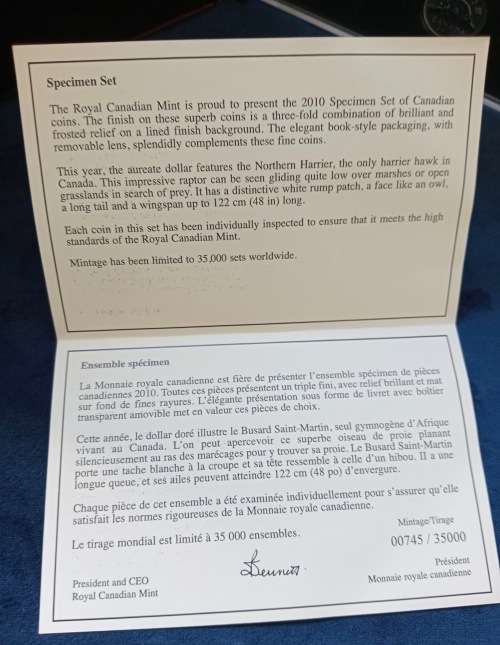 Specimen Set
The Royal Canadian Mint is proud to present the 2010 Specimen Set of Canadian
coins. The finish on these superb coins is a three-fold combination of brilliant and
frosted relief on a lined finish background. The elegant book-style packaging, with
removable lens, splendidly complements these fine coins.
This year, the aureate dollar features the Northern Harrier, the only harrier hawk in
Canada. This impressive raptor can be seen gliding quite low over marshes or open
grasslands in search of prey. It has a distinctive white rump patch, a face like an owl,
a long tail and a wingspan up to 122 cm (48 in) long.
Each coin in this set has been individually inspected to ensure that it meets the high
standards of the Royal Canadian Mint.
Mintage has been limited to 35,000 sets worldwide.
Ensemble spécimen
La Monnaie royale canadienne est fière de présenter l'ensemble spécimen de pièces
canadiennes 2010. Toutes ces pièces présentent un triple fini, avec relief brillant et mat
sur fond de fines rayures. L'élégante présentation sous forme de livret avec boîtier
transparent amovible met en valeur ces pièces de choix.
Cette année, le dollar doré illustre le Busard Saint-Martin, seul gymnogène d'Afrique
vivant au Canada. L'on peut apercevoir ce superbe oiseau de proie planant
silencieusement au ras des marécages pour y trouver sa proie. Le Busard Saint-Martin
porte une tache blanche à la croupe et sa tête ressemble à celle d'un hibou. Il a une
longue queue, et ses ailes peuvent atteindre 122 cm (48 po) d'envergure.
Chaque pièce de cet ensemble a été examinée individuellement pour s'assurer qu'elle
satisfait les normes rigoureuses de la Monnaie royale canadienne.
Le tirage mondial est limité à 35 000 ensembles.
Mintage/Tirage
00745 / 35000
President and CEO
Royal Canadian Mint
Président
Monnaie royale canadienne